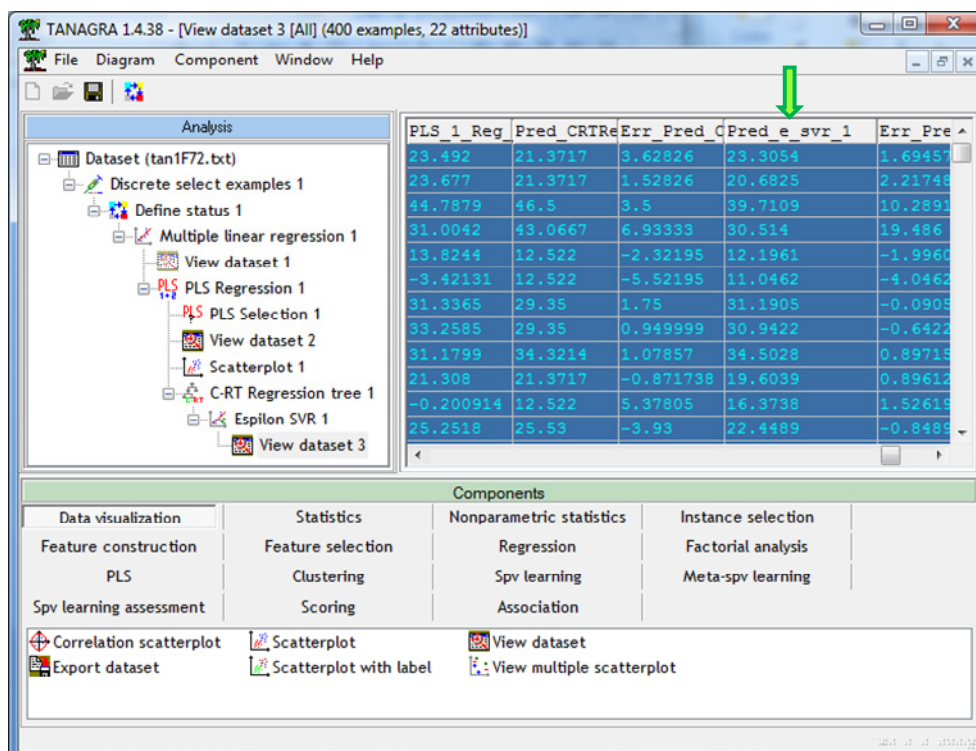 TANAGRA 1.4.38 - [View dataset 3 [All] (400 examples, 22 attributes)]
File Diagram Component Window Help
Analysis
Dataset (tan1F72.txt)
Discrete select examples 1
Define status 1
Multiple linear regression 1
View dataset 1
PLS Regression 1
PLS Selection 1
View dataset 2
Scatterplot 1
C-RT Regression tree 1
Espilon SVR 1
View dataset 3
PLS_1_Reg_ Pred_CRTRe Err_Pred_C Pred_e_svr_1 Err_Pre
23.492 21.3717 3.62826 23.3054 1.69457
23.677 21.3717 1.52826 20.6825 2.21748
44.7879 46.5 3.5 39.7109 10.2891
31.0042 43.0667 6.93333 30.514 19.486
13.8244 12.522 -2.32195 12.1961 -1.9960
-3.42131 12.522 -5.52195 11.0462 -4.0462
31.3365 29.35 1.75 31.1905 -0.0905
33.2585 29.35 0.949999 30.9422 -0.6422
31.1799 34.3214 1.07857 34.5028 0.89715
21.308 21.3717 -0.871738 19.6039 0.89612
-0.200914 12.522 5.37805 16.3738 1.52619
25.2518 25.53 -3.93 22.4489 -0.8489
Components
Data visualization Statistics Nonparametric statistics Instance selection
Feature construction Feature selection Regression Factorial analysis
PLS Clustering Spv learning Meta-spv learning
Spv learning assessment Scoring Association
Correlation scatterplot Scatterplot View dataset
Export dataset Scatterplot with label View multiple scatterplot